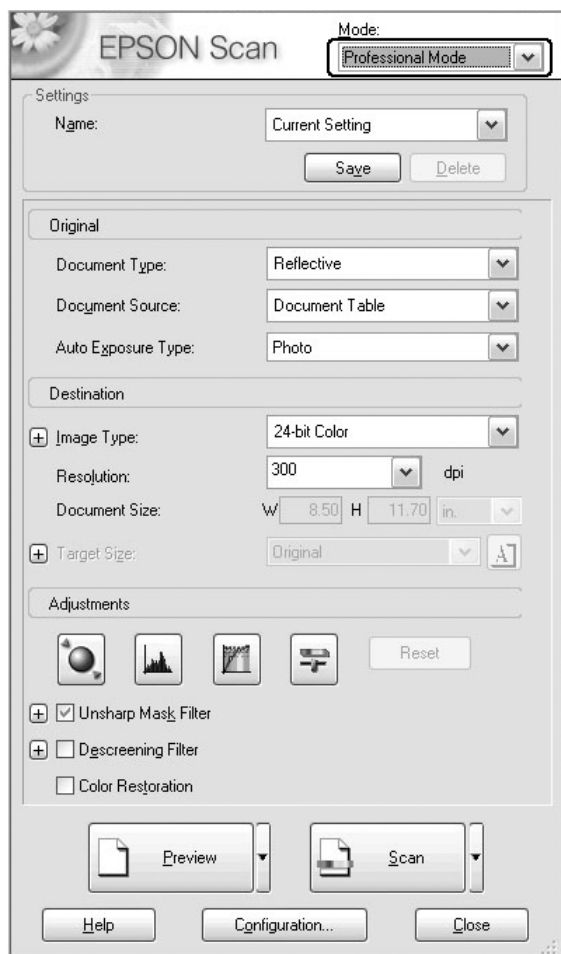 EPSON Scan
Mode:
Professional Mode
Settings
Name:
Current Setting
Save
Delete
Original
Document Type:
Reflective
Document Source:
Document Table
Auto Exposure Type:
Photo
Destination
Image Type:
24-bit Color
Resolution:
300
dpi
Document Size:
W 8.50 H 11.70 in.
Target Size:
Original
A
Adjustments
Reset
Unsharp Mask Filter
Descreening Filter
Color Restoration
Preview
Scan
Help
Configuration...
Close